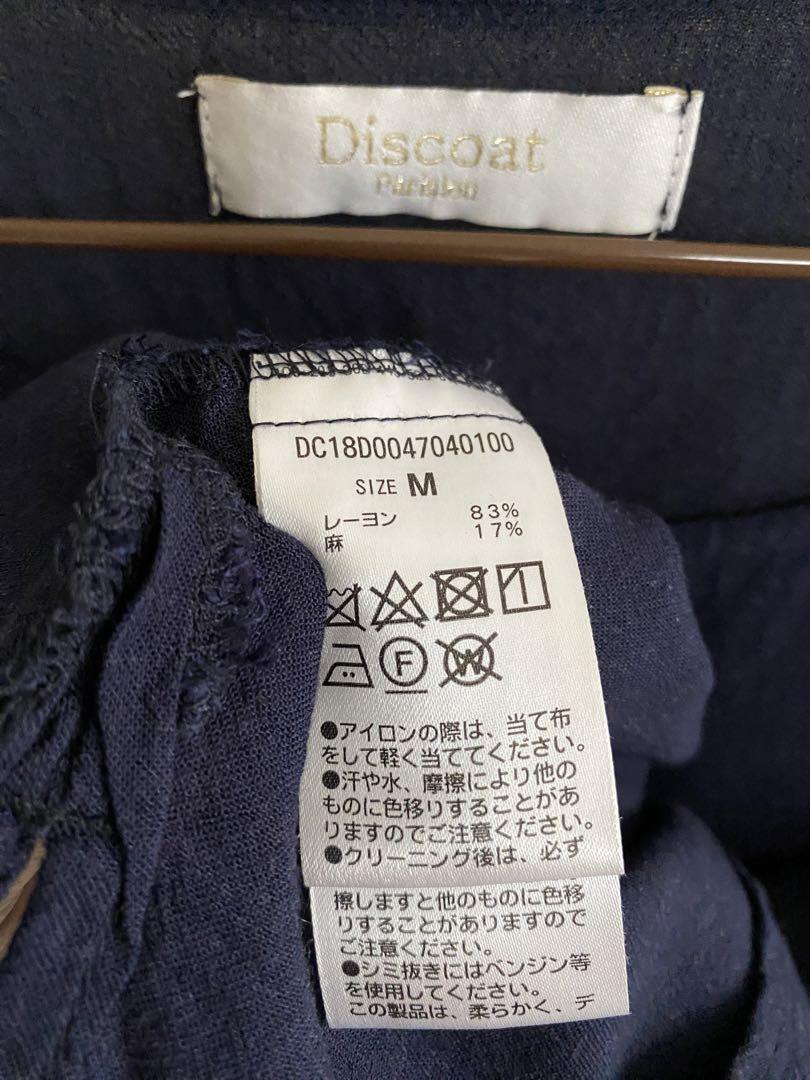 Discoat
Parisien
DC18D0047040100
SIZE M
レーヨン 83%
麻 17%
F
W
●アイロンの際は、当て布
をして軽く当ててください。
●汗や水、摩擦により他の
ものに色移りすることがあ
りますのでご注意ください。
●クリーニング後は、必ず
擦しますと他のものに色移
りすることがありますので
ご注意ください。
●シミ抜きにはベンジン等
を使用してください。
この製品は、柔らかく、デ